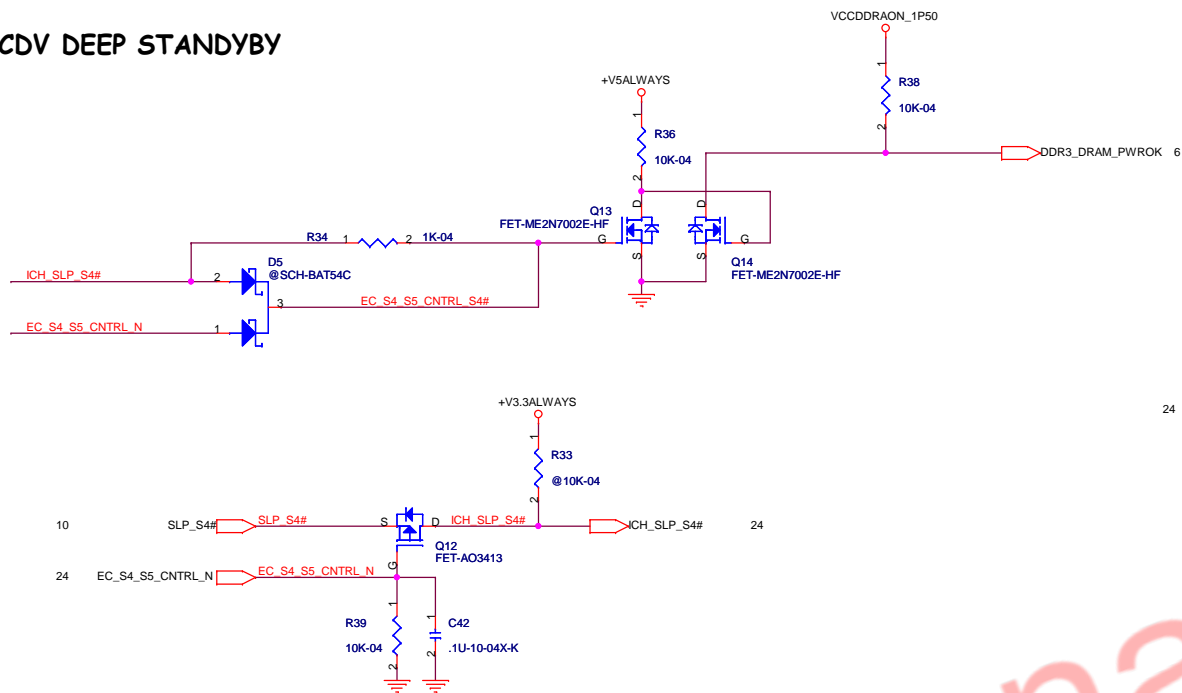 CDV DEEP STANDYBY
VCCDDRAON_1P50
1
R38
10K-04
2
DDR3_DRAM_PWROK 6
+V5ALWAYS
1
R36
10K-04
2
Q13
FET-ME2N7002E-HF
D
G
S
D
G
S
Q14
FET-ME2N7002E-HF
R34 1 2 1K-04
ICH_SLP_S4#
2
D5
@SCH-BAT54C
3
EC_S4_S5_CNTRL_S4#
EC_S4_S5_CNTRL_N
1
+V3.3ALWAYS
1
R33
@10K-04
2
24
10 SLP_S4# SLP_S4# S D ICH_SLP_S4# ICH_SLP_S4# 24
Q12
FET-AO3413
G
24 EC_S4_S5_CNTRL_N EC_S4_S5_CNTRL_N
1
R39
10K-04
2
1
C42
.1U-10-04X-K
2